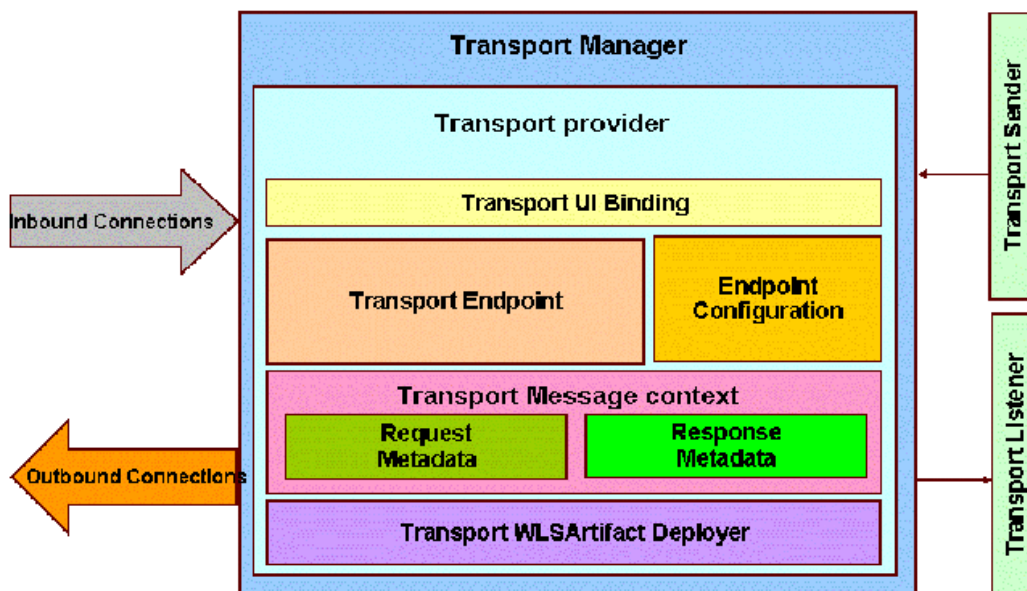 Transport Manager
Transport provider
Transport UI Binding
Inbound Connections
Transport Endpoint
Endpoint
Configuration
Transport Message context
Request
Metadata
Response
Metadata
Outbound Connections
Transport WLSArtifact Deployer
Transport Sender
Transport Listener